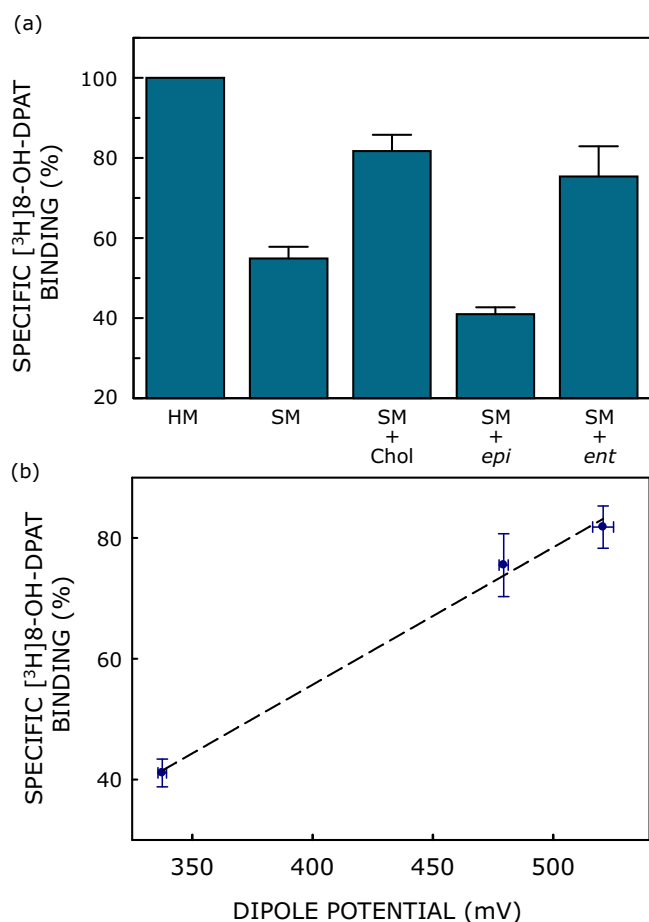 (a)
SPECIFIC [³H]8-OH-DPAT
BINDING (%)
100
80
60
40
20
HM
SM
SM
+
Chol
SM
+
epi
SM
+
ent
(b)
SPECIFIC [³H]8-OH-DPAT
BINDING (%)
80
60
40
350
400
450
500
DIPOLE POTENTIAL (mV)